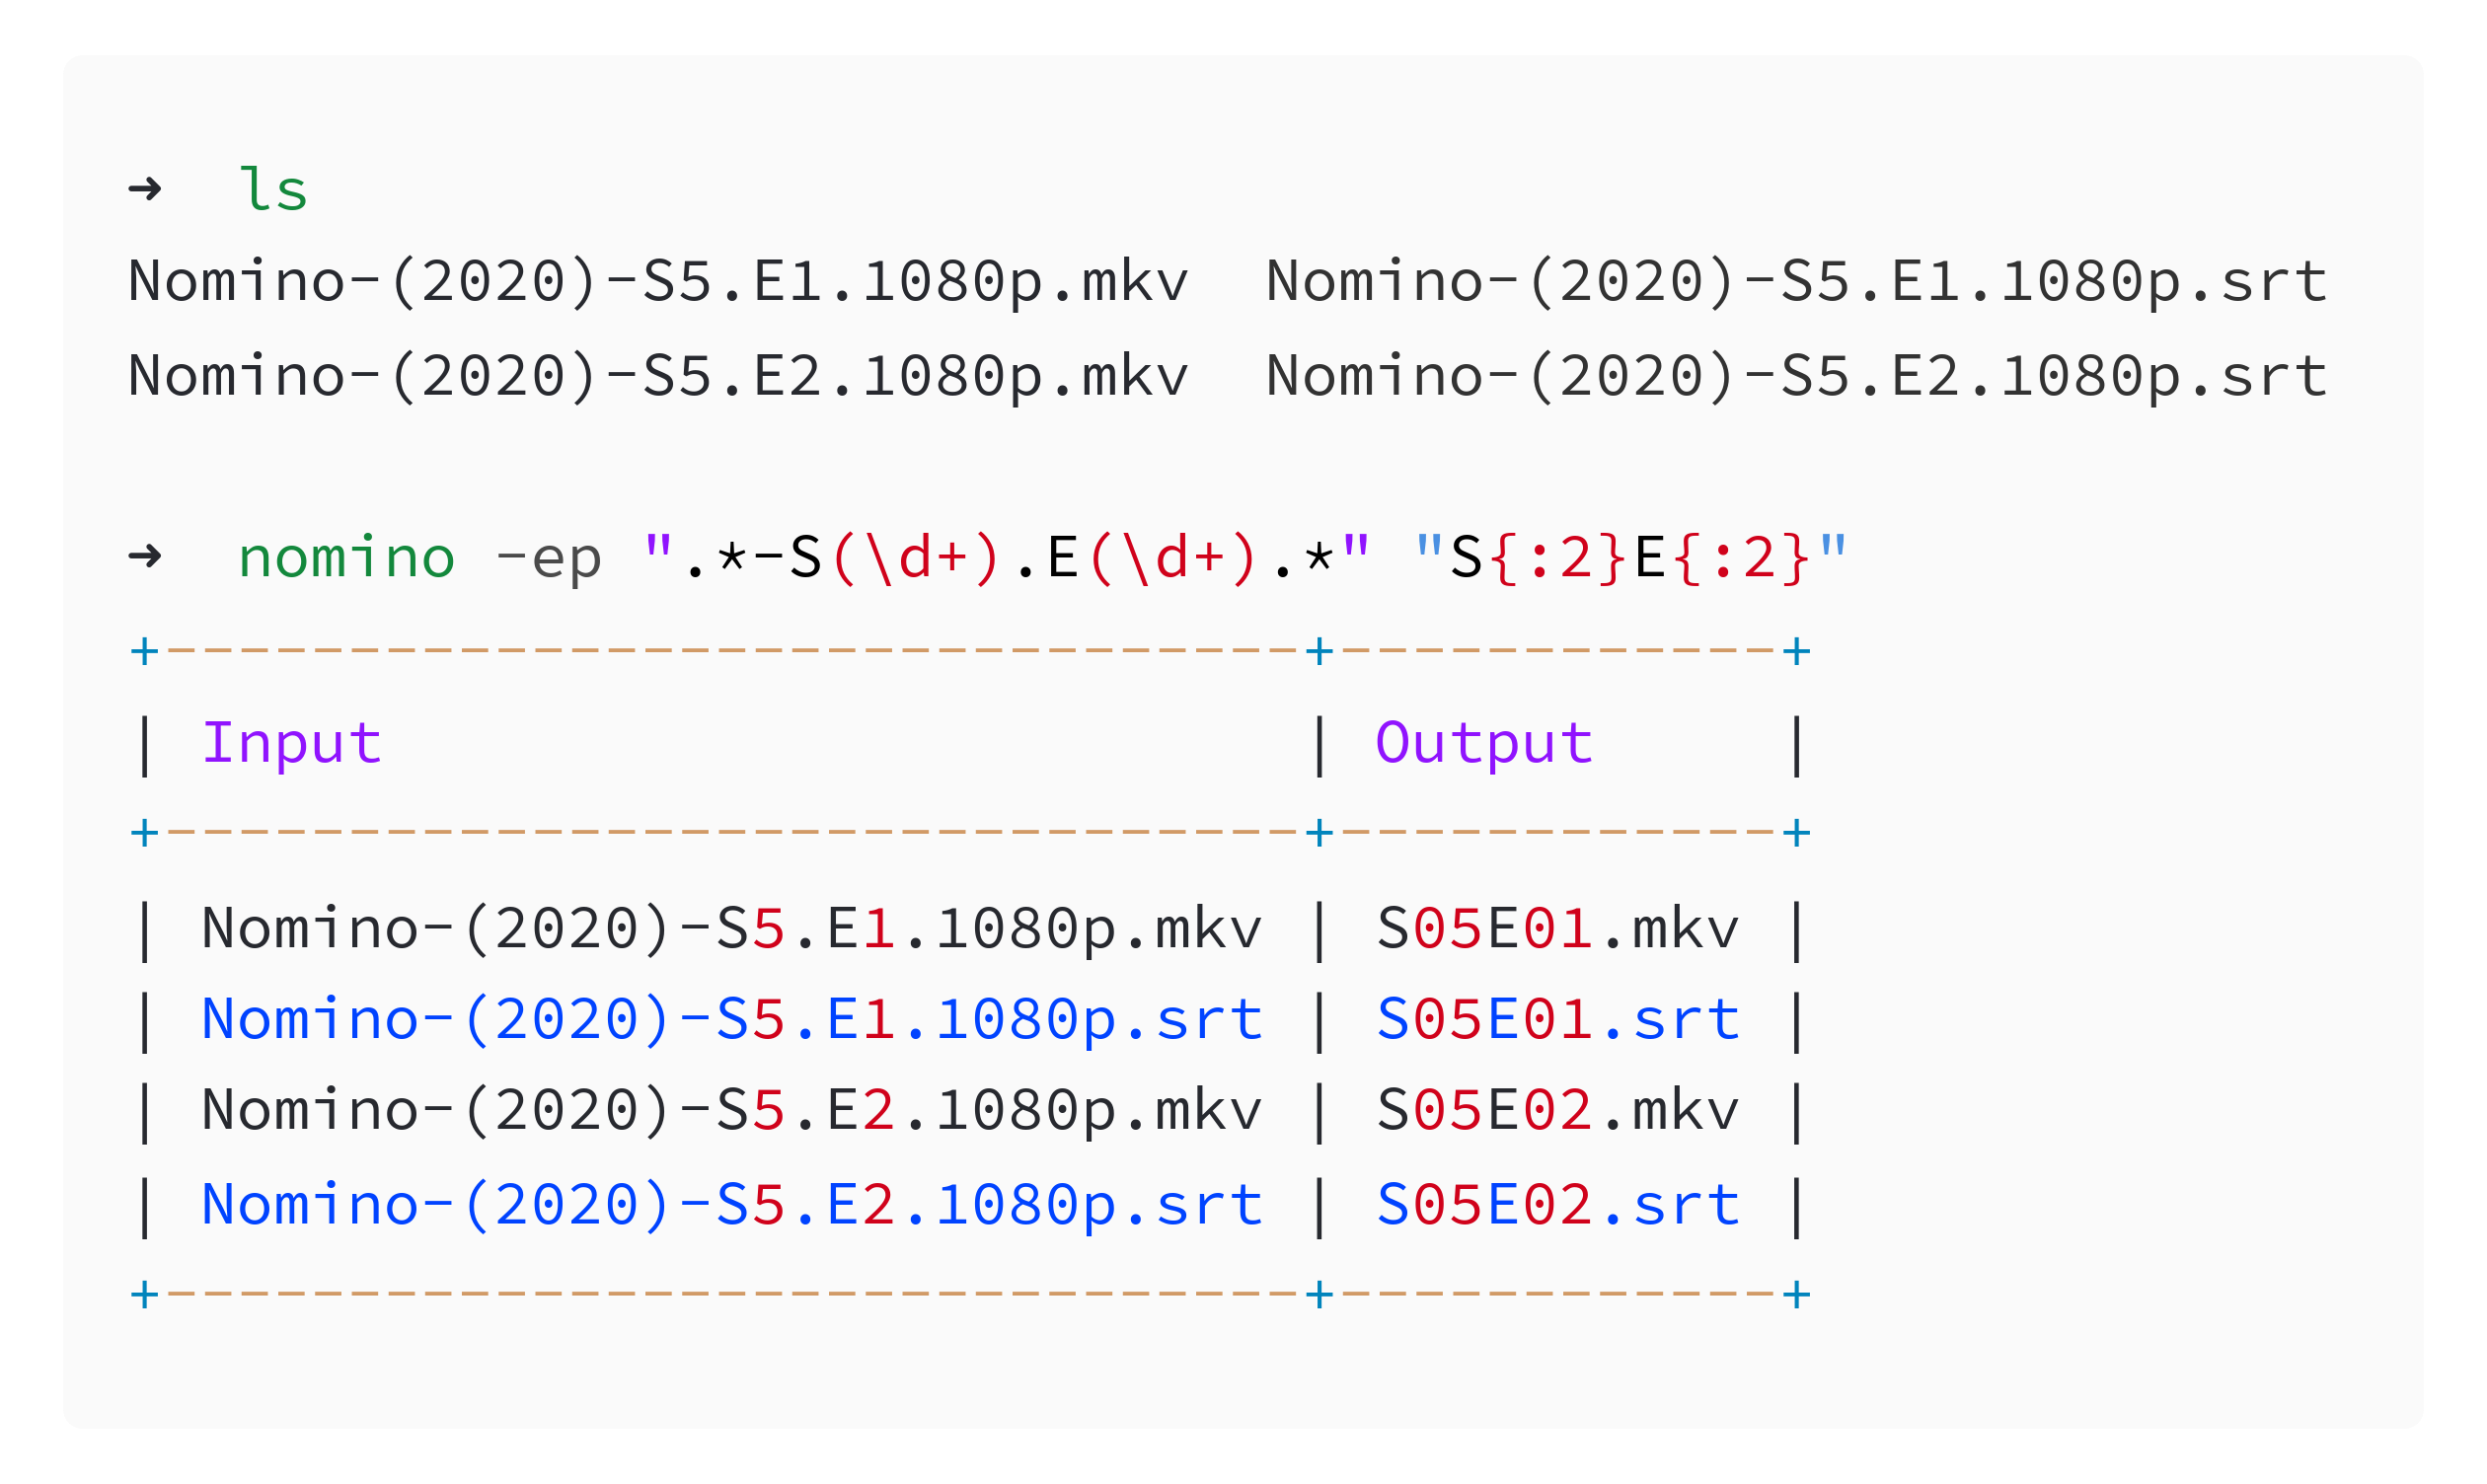 ➜  ls
Nomino-(2020)-S5.E1.1080p.mkv  Nomino-(2020)-S5.E1.1080p.srt
Nomino-(2020)-S5.E2.1080p.mkv  Nomino-(2020)-S5.E2.1080p.srt
➜  nomino -ep ".*-S(\d+).E(\d+).*" "S{:2}E{:2}"
+-------------------------------+------------+
| Input                         | Output     |
+-------------------------------+------------+
| Nomino-(2020)-S5.E1.1080p.mkv | S05E01.mkv |
| Nomino-(2020)-S5.E1.1080p.srt | S05E01.srt |
| Nomino-(2020)-S5.E2.1080p.mkv | S05E02.mkv |
| Nomino-(2020)-S5.E2.1080p.srt | S05E02.srt |
+-------------------------------+------------+